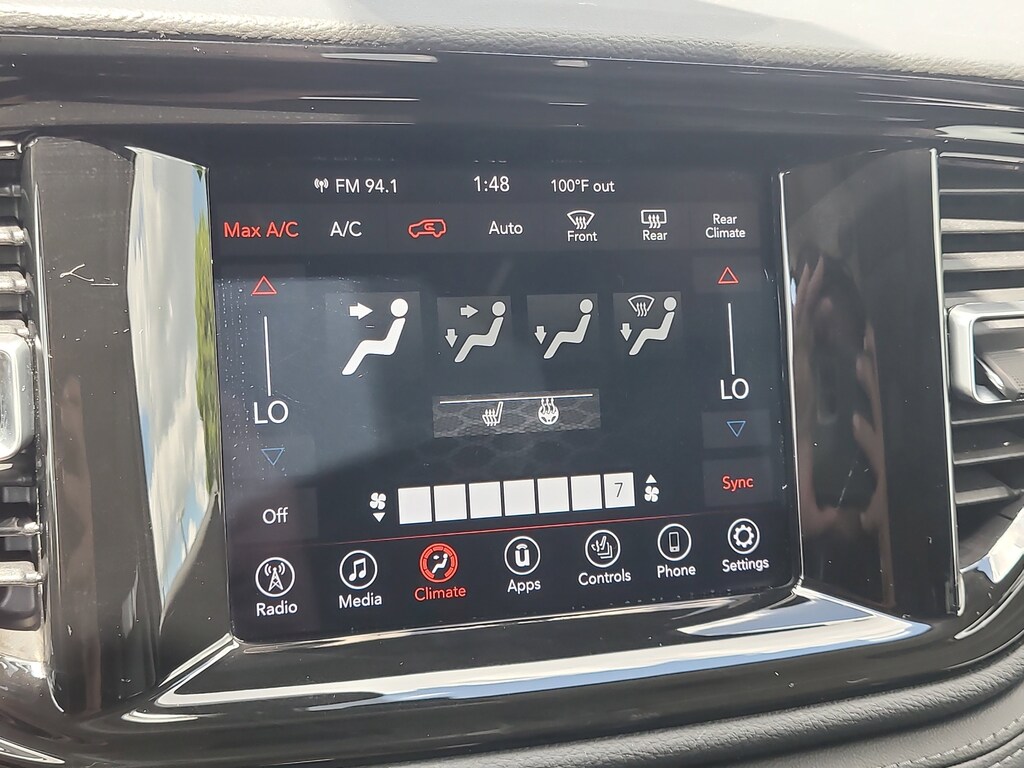 FM 94.1 1:48 100°F out
Max A/C A/C Auto Front Rear Rear Climate
LO LO
Sync
7
Off
Radio Media Climate Apps Controls Phone Settings